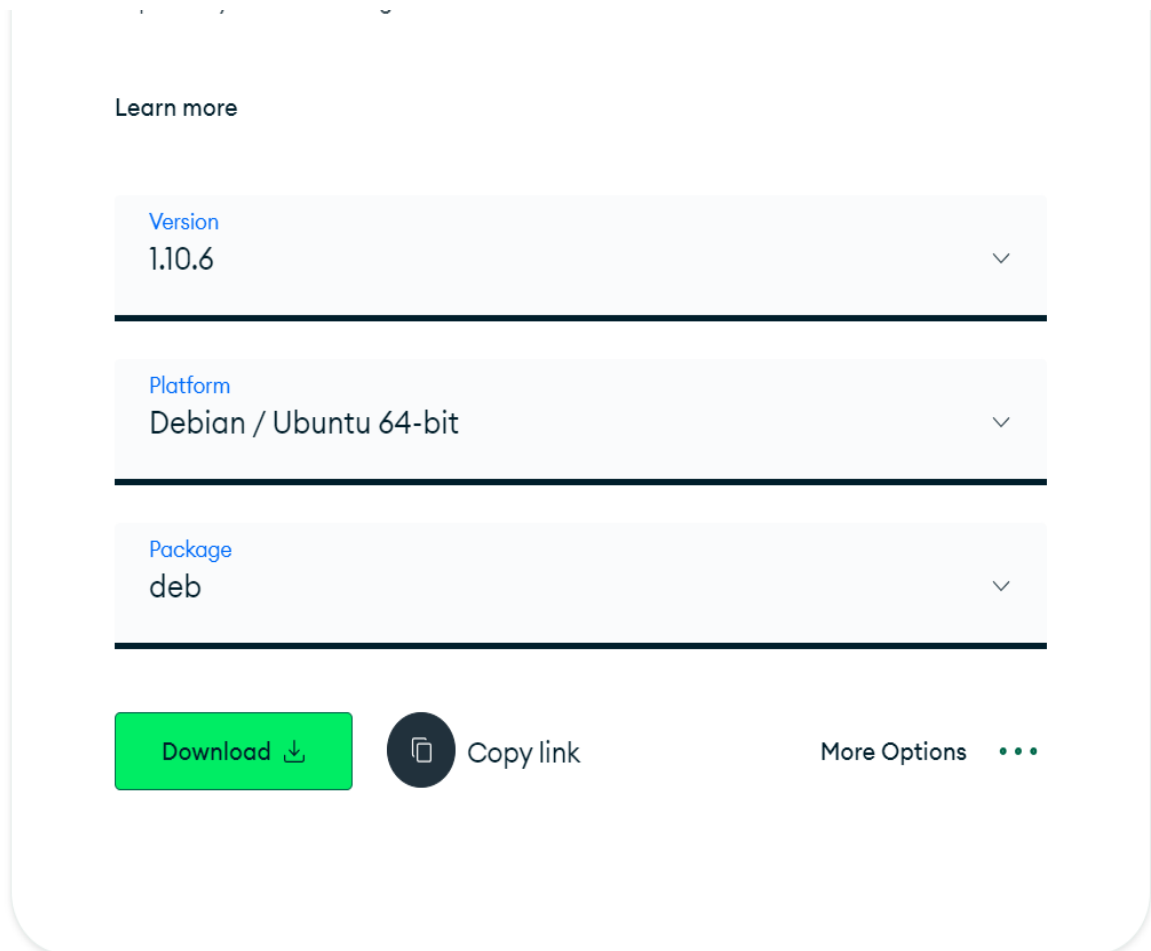 Learn more
Version
1.10.6
Platform
Debian / Ubuntu 64-bit
Package
deb
Download
Copy link
More Options